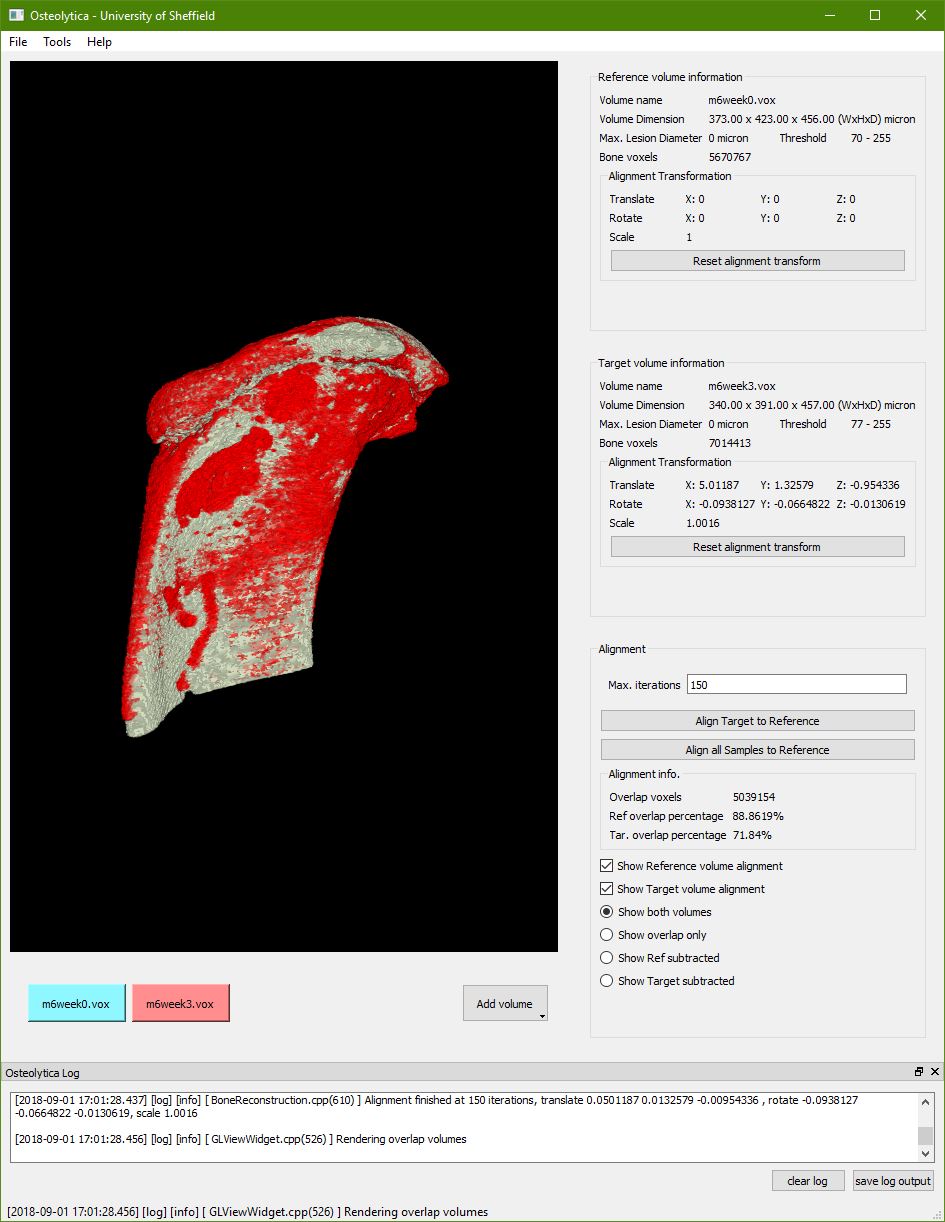 Osteolytica - University of Sheffield
File Tools Help
Reference volume information
Volume name m6week0.vox
Volume Dimension 373.00 x 423.00 x 456.00 (WxHxD) micron
Max. Lesion Diameter 0 micron Threshold 70 - 255
Bone voxels 5670767
Alignment Transformation
Translate X: 0 Y: 0 Z: 0
Rotate X: 0 Y: 0 Z: 0
Scale 1
Reset alignment transform
Target volume information
Volume name m6week3.vox
Volume Dimension 340.00 x 391.00 x 457.00 (WxHxD) micron
Max. Lesion Diameter 0 micron Threshold 77 - 255
Bone voxels 7014413
Alignment Transformation
Translate X: 5.01187 Y: 1.32579 Z: -0.954336
Rotate X: -0.0938127 Y: -0.0664822 Z: -0.0130619
Scale 1.0016
Reset alignment transform
Alignment
Max. iterations 150
Align Target to Reference
Align all Samples to Reference
Alignment info.
Overlap voxels 5039154
Ref overlap percentage 88.8619%
Tar. overlap percentage 71.84%
Show Reference volume alignment
Show Target volume alignment
Show both volumes
Show overlap only
Show Ref subtracted
Show Target subtracted
m6week0.vox m6week3.vox Add volume
Osteolytica Log
[2018-09-01 17:01:28.437] [log] [info] [ BoneReconstruction.cpp(610) ] Alignment finished at 150 iterations, translate 0.0501187 0.0132579 -0.00954336 , rotate -0.0938127
-0.0664822 -0.0130619, scale 1.0016
[2018-09-01 17:01:28.456] [log] [info] [ GLViewWidget.cpp(526) ] Rendering overlap volumes
clear log save log output
[2018-09-01 17:01:28.456] [log] [info] [ GLViewWidget.cpp(526) ] Rendering overlap volumes